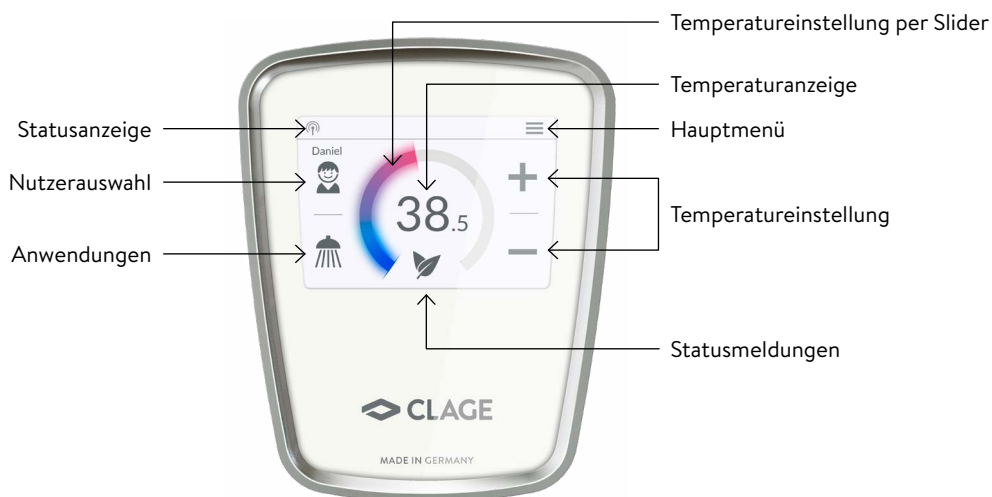 Temperatureinstellung per Slider
Temperaturanzeige
Statusanzeige
Hauptmenü
Daniel
Nutzerauswahl
38.5
Temperatureinstellung
Anwendungen
Statusmeldungen
CLAGE
MADE IN GERMANY